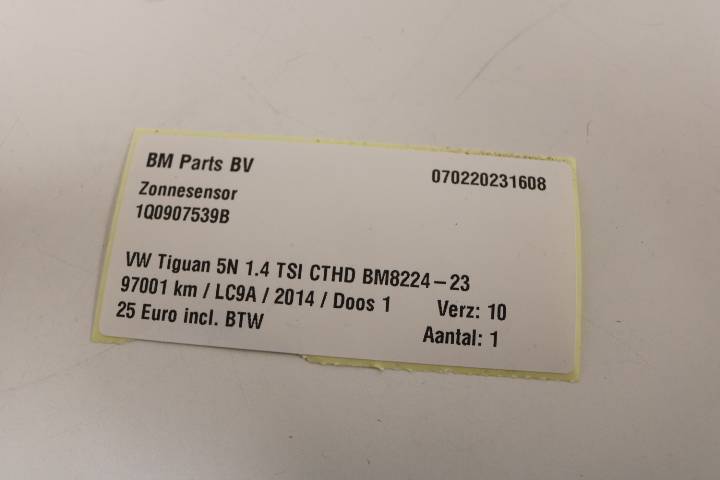 BM Parts BV
070220231608
Zonnesensor
1Q0907539B
VW Tiguan 5N 1.4 TSI CTHD BM8224-23
97001 km / LC9A / 2014 / Doos 1 Verz: 10
25 Euro incl. BTW Aantal: 1